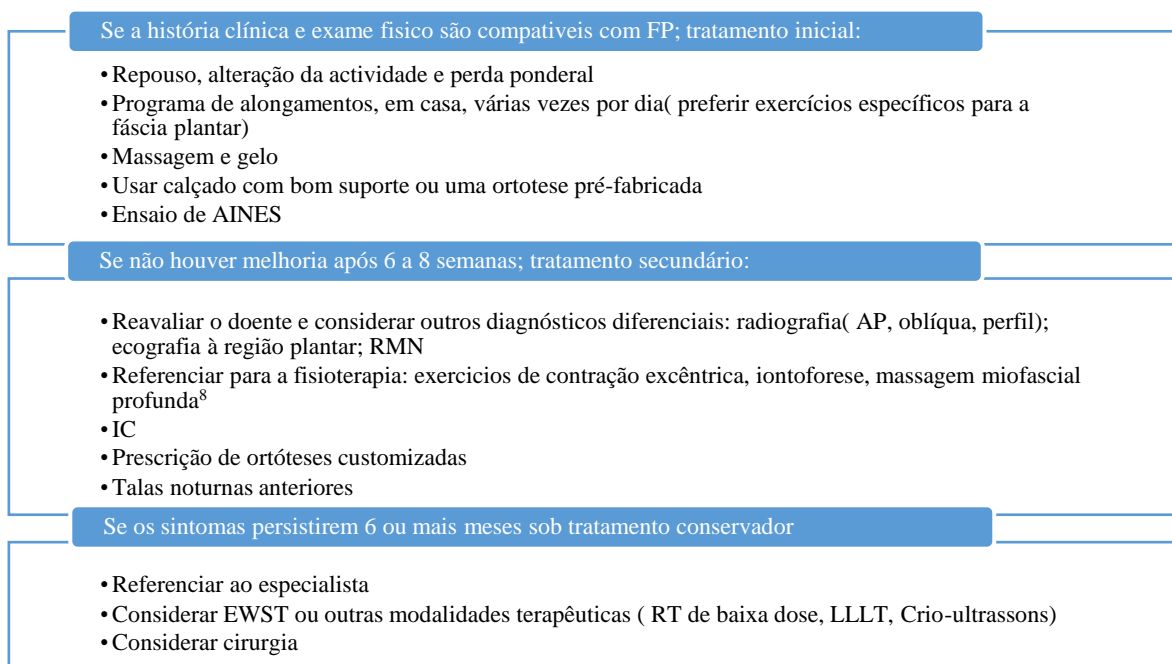 Se a história clínica e exame fisico são compativeis com FP; tratamento inicial:
• Repouso, alteração da actividade e perda ponderal
• Programa de alongamentos, em casa, várias vezes por dia( preferir exercícios específicos para a
fáscia plantar)
• Massagem e gelo
• Usar calçado com bom suporte ou uma ortotese pré-fabricada
• Ensaio de AINES
Se não houver melhoria após 6 a 8 semanas; tratamento secundário:
• Reavaliar o doente e considerar outros diagnósticos diferenciais: radiografia( AP, oblíqua, perfil);
ecografia à região plantar; RMN
• Referenciar para a fisioterapia: exercicios de contração excêntrica, iontoforese, massagem miofascial
profunda⁸
• IC
• Prescrição de ortóteses customizadas
• Talas noturnas anteriores
Se os sintomas persistirem 6 ou mais meses sob tratamento conservador
• Referenciar ao especialista
• Considerar EWST ou outras modalidades terapêuticas ( RT de baixa dose, LLLT, Crio-ultrassons)
• Considerar cirurgia